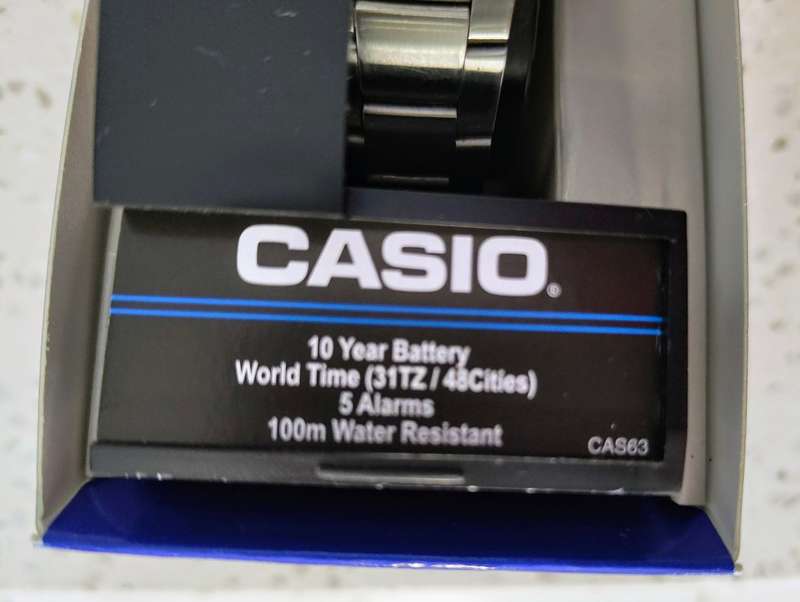 CASIO®
10 Year Battery
World Time (31TZ / 48Cities)
5 Alarms
100m Water Resistant
CAS63